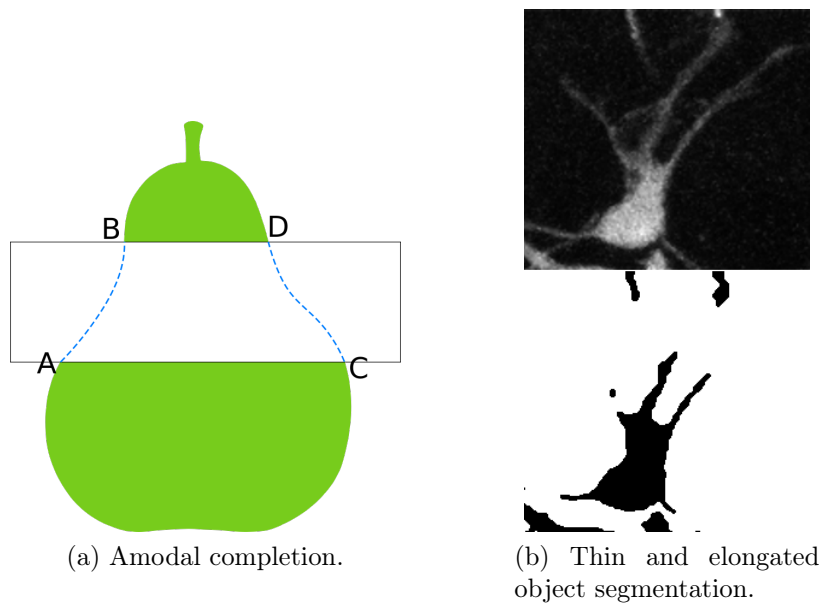 B
D
A
C
(a) Amodal completion.
(b) Thin and elongated
object segmentation.